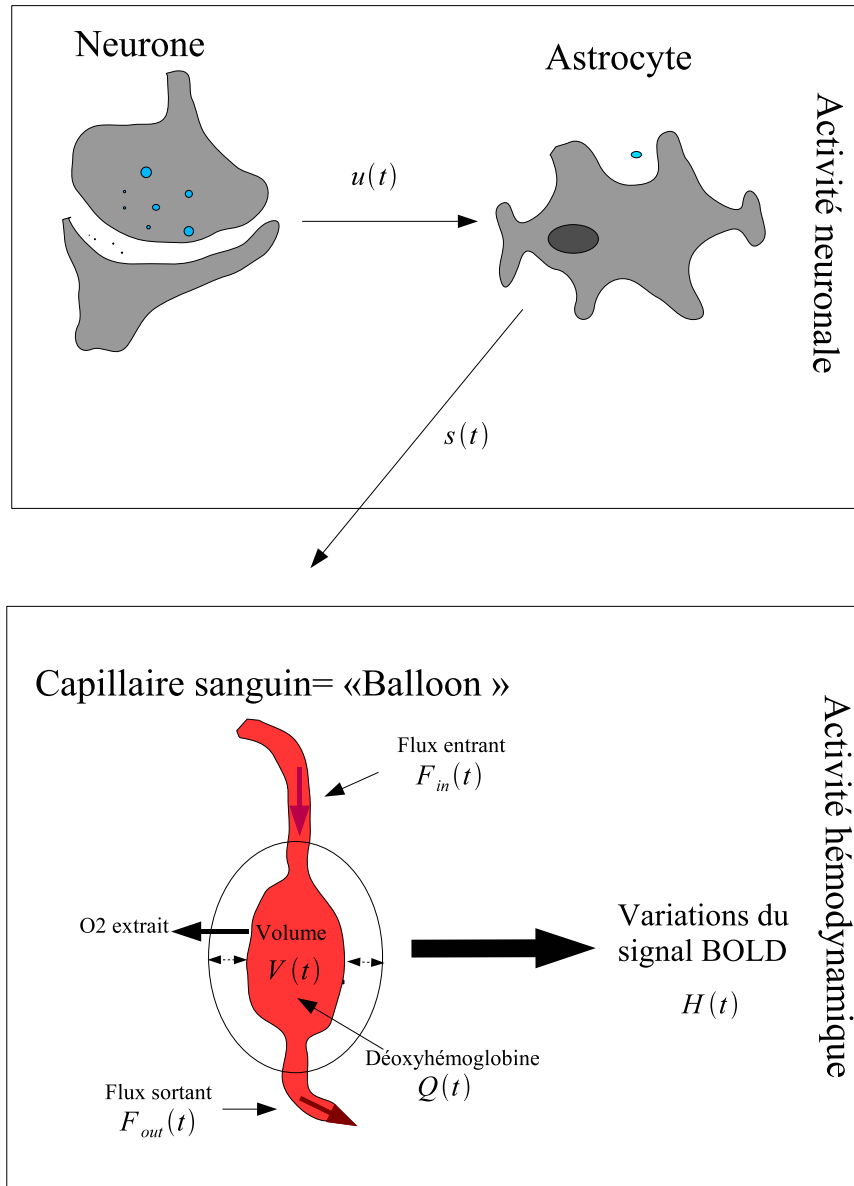 Neurone
Astrocyte
Activité neuronale
u(t)
s(t)
Capillaire sanguin= «Balloon »
Activité hémodynamique
Flux entrant
F_in(t)
O2 extrait
Volume
V(t)
Variations du
signal BOLD
H(t)
Déoxyhémoglobine
Q(t)
Flux sortant
F_out(t)